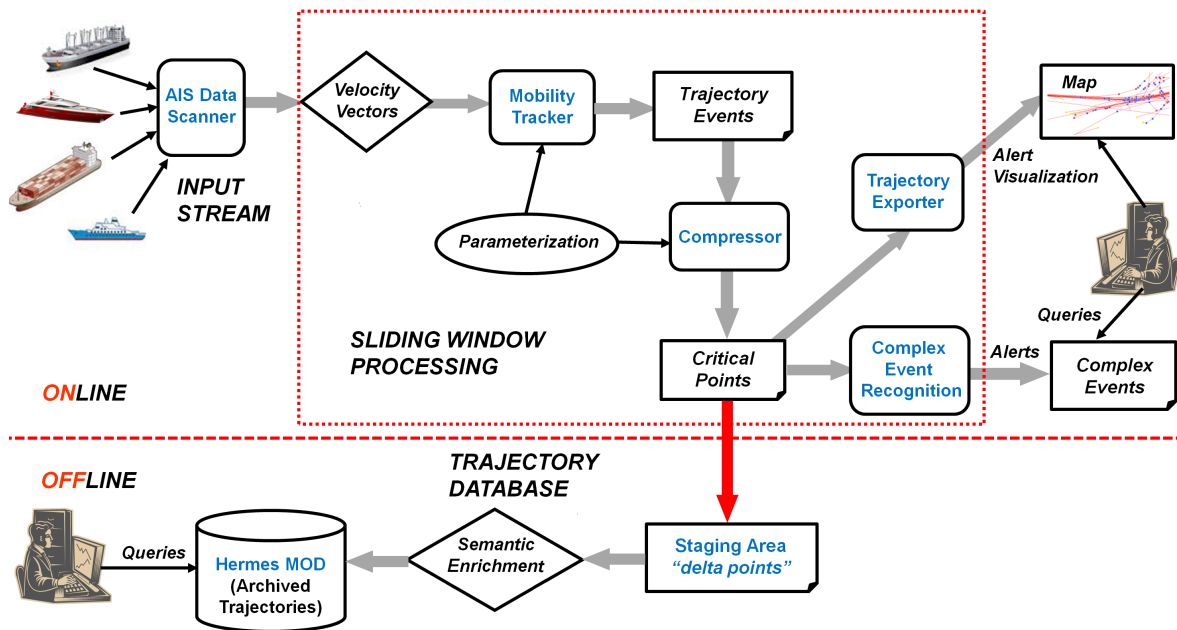 AIS Data
Scanner
INPUT
STREAM
Velocity
Vectors
Mobility
Tracker
Trajectory
Events
Parameterization
Compressor
Trajectory
Exporter
Map
Alert
Visualization
SLIDING WINDOW
PROCESSING
Critical
Points
Complex
Event
Recognition
Alerts
Queries
Complex
Events
ONLINE
OFFLINE
TRAJECTORY
DATABASE
Queries
Hermes MOD
(Archived
Trajectories)
Semantic
Enrichment
Staging Area
“delta points”